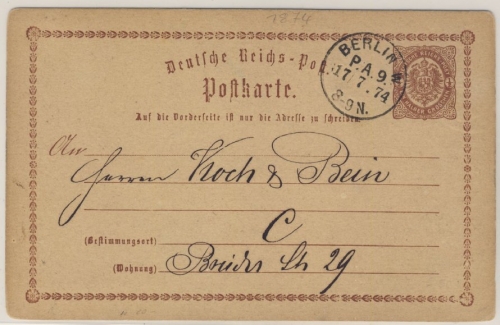 1874
Deutsche Reichs-Post
Postkarte.
BERLIN W
P.A.9.
17 7. 74
8-9 N.
Auf die Vorderseite ist nur die Adresse zu schreiben.
An
Herren Koch & Bein
C
(Bestimmungsort)
(Wohnung) Brüder Str 29